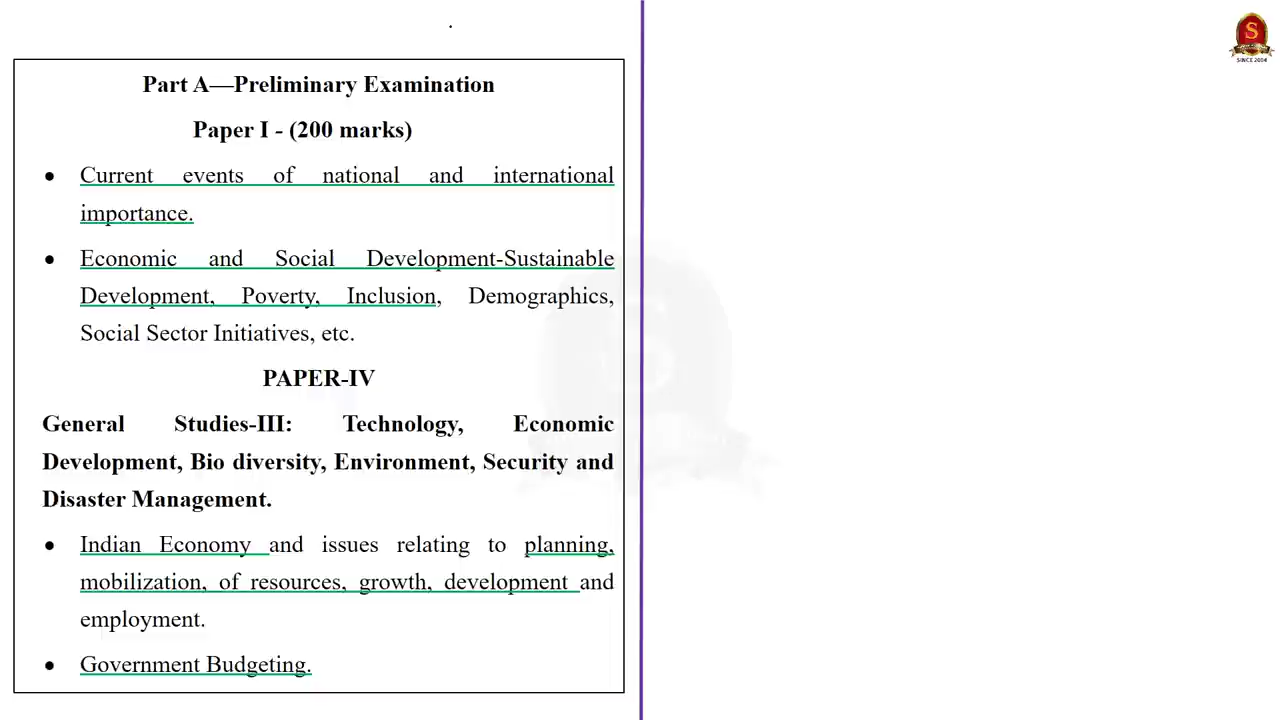 Part A—Preliminary Examination
Paper I - (200 marks)
● Current events of national and international
importance.
● Economic and Social Development-Sustainable
Development, Poverty, Inclusion, Demographics,
Social Sector Initiatives, etc.
PAPER-IV
General Studies-III: Technology, Economic
Development, Bio diversity, Environment, Security and
Disaster Management.
● Indian Economy and issues relating to planning,
mobilization, of resources, growth, development and
employment.
● Government Budgeting.
S
SINCE 2004